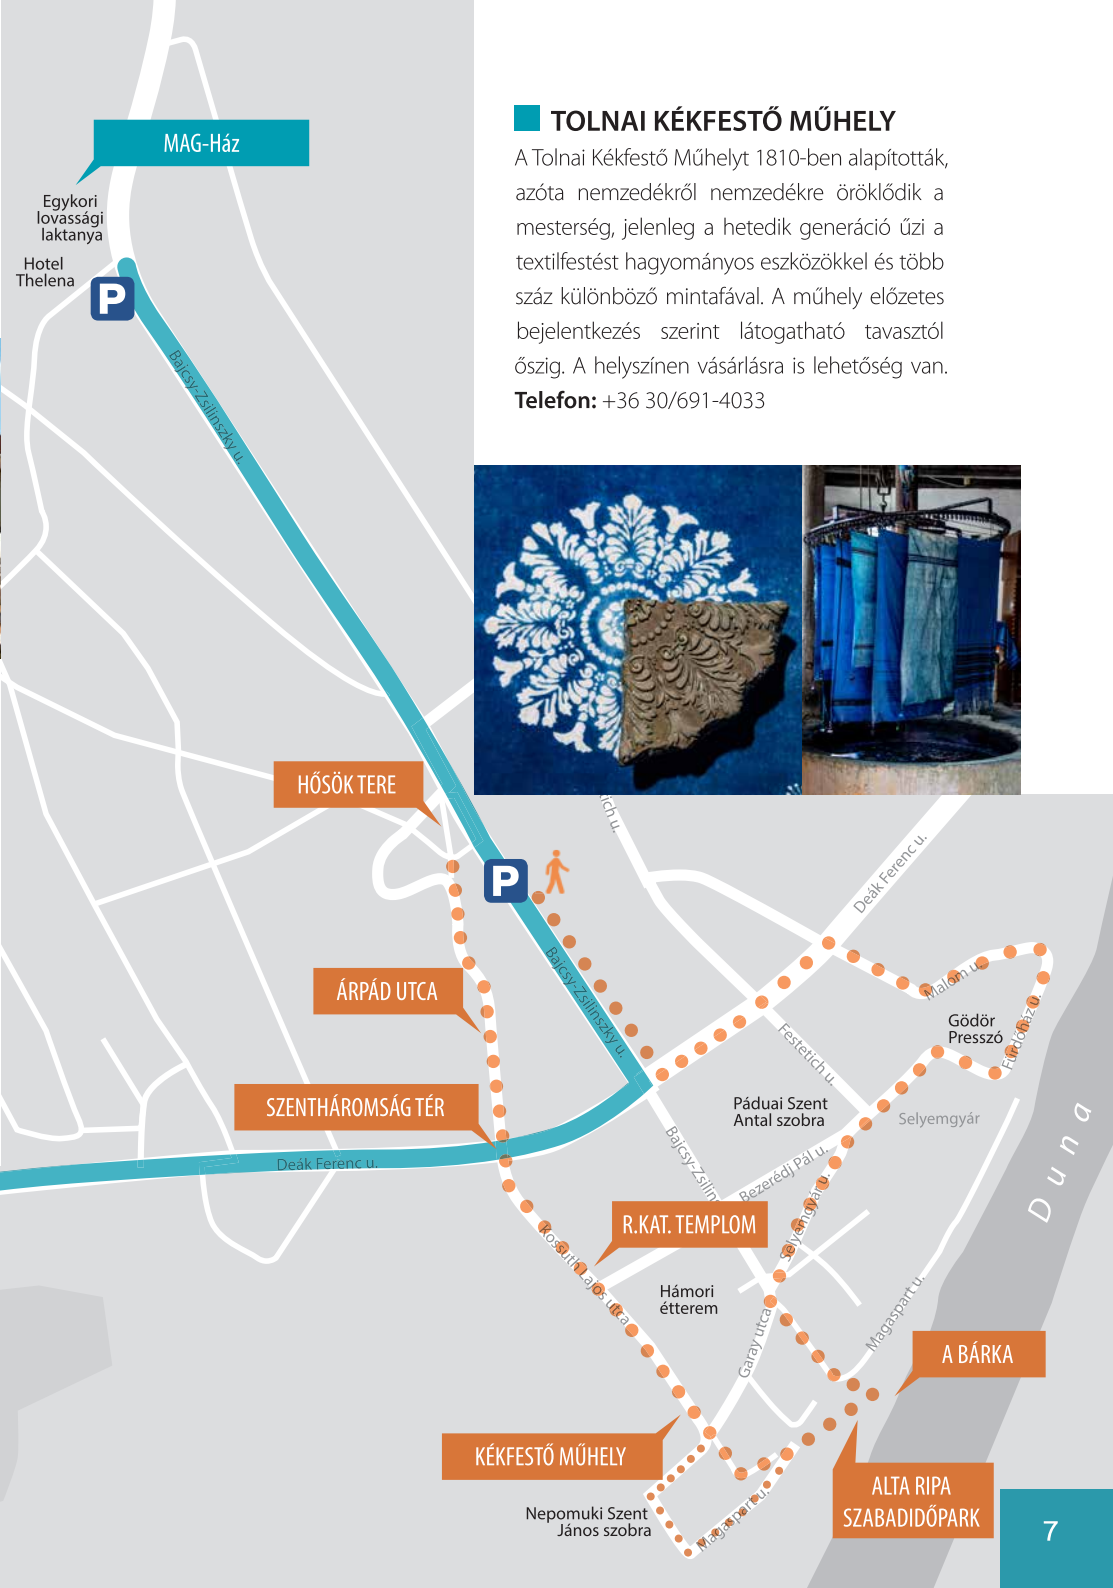 TOLNAI KÉKFESTŐ MŰHELY
A Tolnai Kékfestő Műhelyt 1810-ben alapították,
azóta nemzedékről nemzedékre öröklődik a
mesterség, jelenleg a hetedik generáció űzi a
textilfestést hagyományos eszközökkel és több
száz különböző mintafával. A műhely előzetes
bejelentkezés szerint látogatható tavasztól
őszig. A helyszínen vásárlásra is lehetőség van.
Telefon: +36 30/691-4033
MAG-Ház
Egykori
lovassági
laktanya
Hotel
Thelena
P
Bajcsy-Zsilinszky u.
HŐSÖK TERE
P
Deák Ferenc u.
ÁRPÁD UTCA
Bajcsy-Zsilinszky u.
Malom u.
Gödör
Presszó
Fürdőház u.
Festetich u.
SZENTHÁROMSÁG TÉR
Páduai Szent
Antal szobra
Selyemgyár
Deák Ferenc u.
Bezerédj Pál u.
Duna
Selyemgyár u.
R.KAT. TEMPLOM
Kossuth Lajos utca
Hámori
étterem
Magaspart u.
Garay utca
A BÁRKA
KÉKFESTŐ MŰHELY
ALTA RIPA
SZABADIDŐPARK
Nepomuki Szent
János szobra
Magaspart u.
7